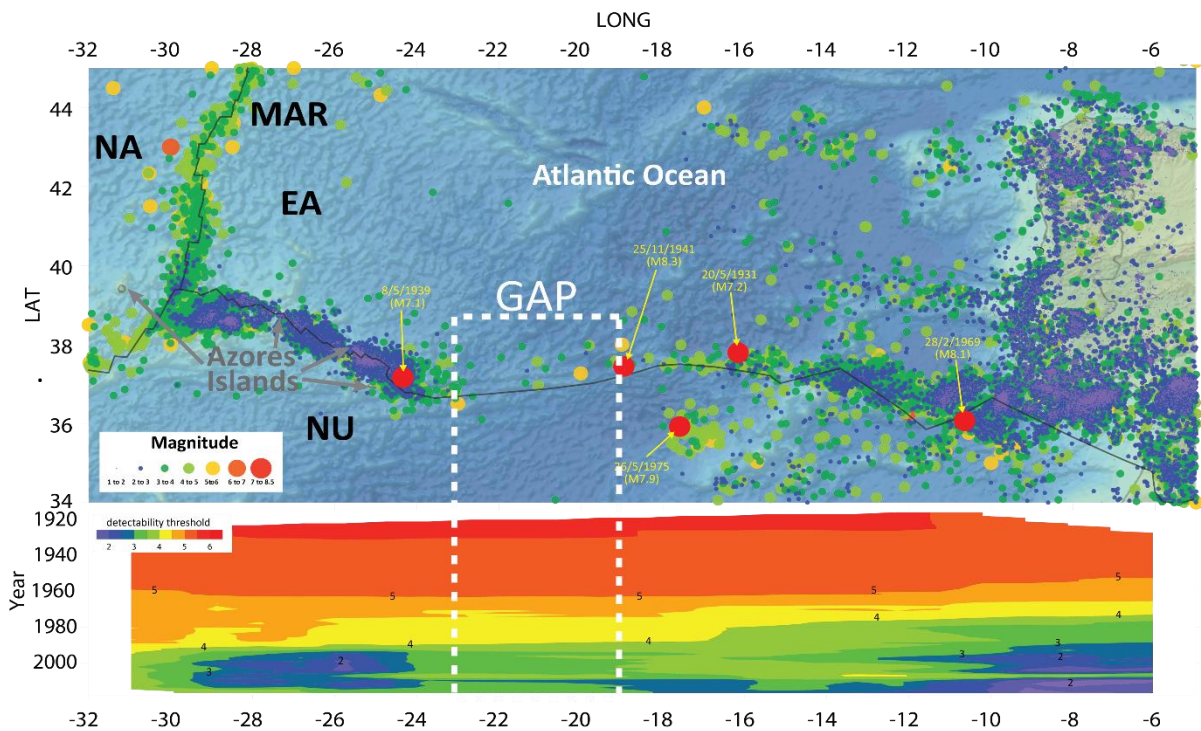 LONG
-32 -30 -28 -26 -24 -22 -20 -18 -16 -14 -12 -10 -8 -6
44
42
40
38
36
34
LAT
MAR
NA
EA
Atlantic Ocean
25/11/1941
(M8.3)
20/5/1931
(M7.2)
8/5/1939
(M7.1)
GAP
28/2/1969
(M8.1)
Azores
Islands
NU
/5/1975
(M7.9)
Magnitude
1 to 2 2 to 3 3 to 4 4 to 5 5to6 6 to 7 7 to 8.5
detectability threshold
2 3 4 5 6
1920
1940
1960
1980
2000
Year
5 5 5 5 5
4 4 4 4 4
3 3 3
2 2 2
-32 -30 -28 -26 -24 -22 -20 -18 -16 -14 -12 -10 -8 -6